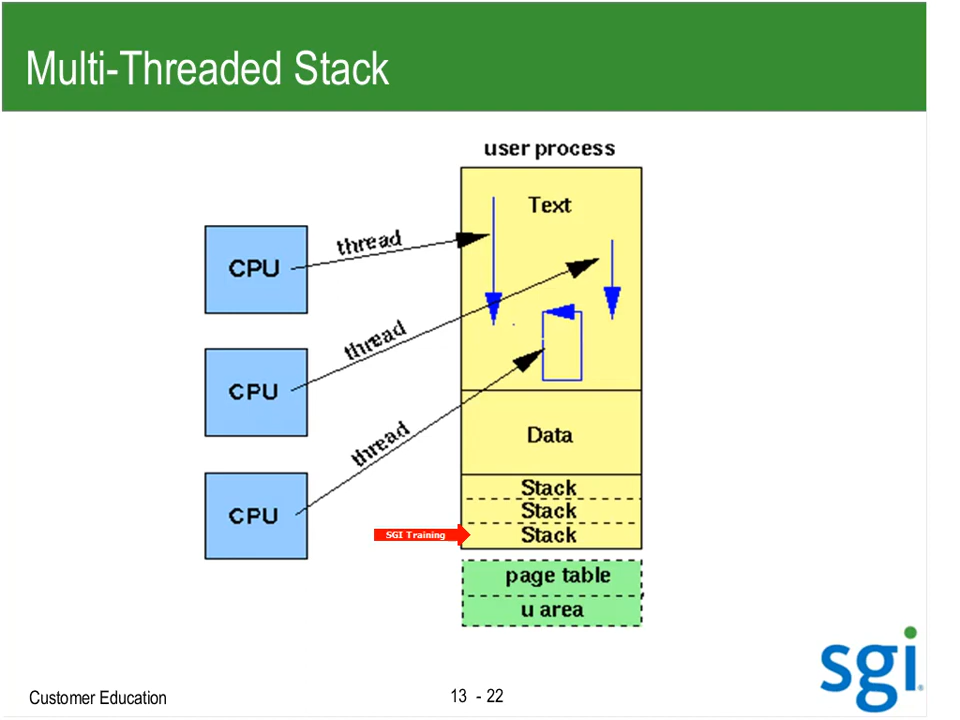 Multi-Threaded Stack
user process
Text
thread
CPU
thread
CPU
thread
Data
CPU
Stack
Stack
SGI Training
Stack
page table
u area
sgi
Customer Education
13 - 22